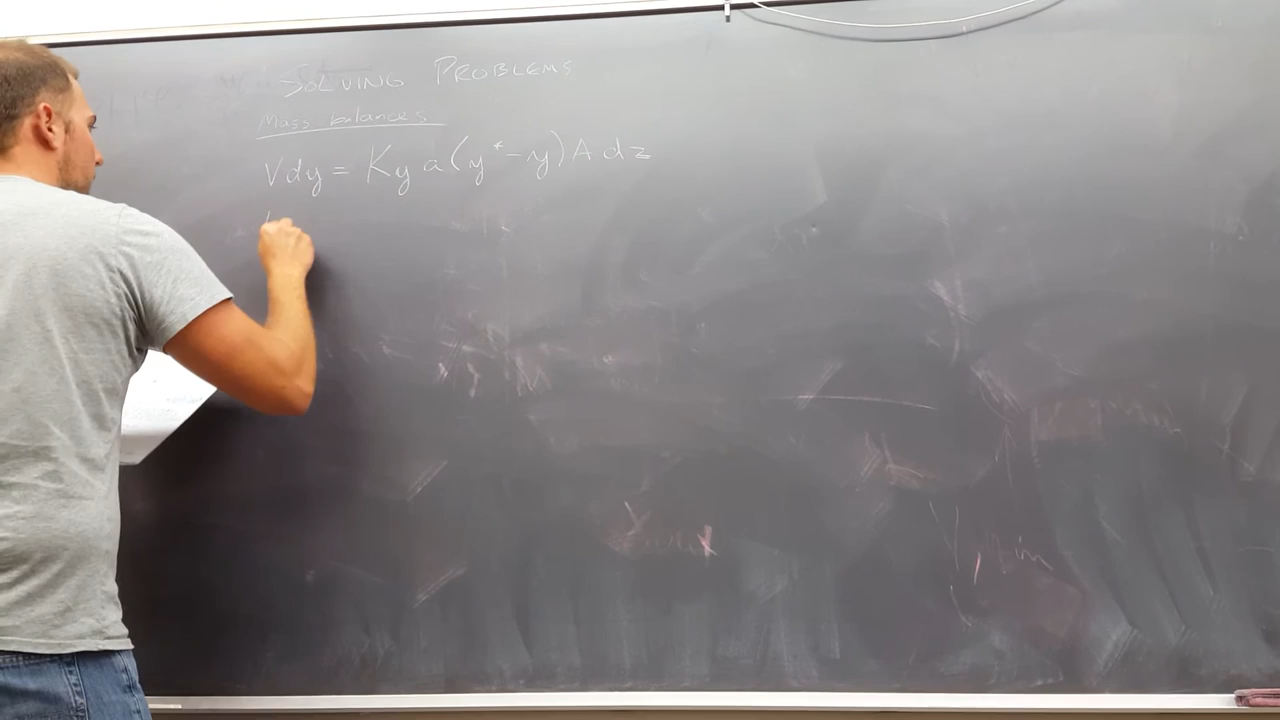 SOLVING PROBLEMS
Mass balances
Vdy = Ky a (y* - y) A dz